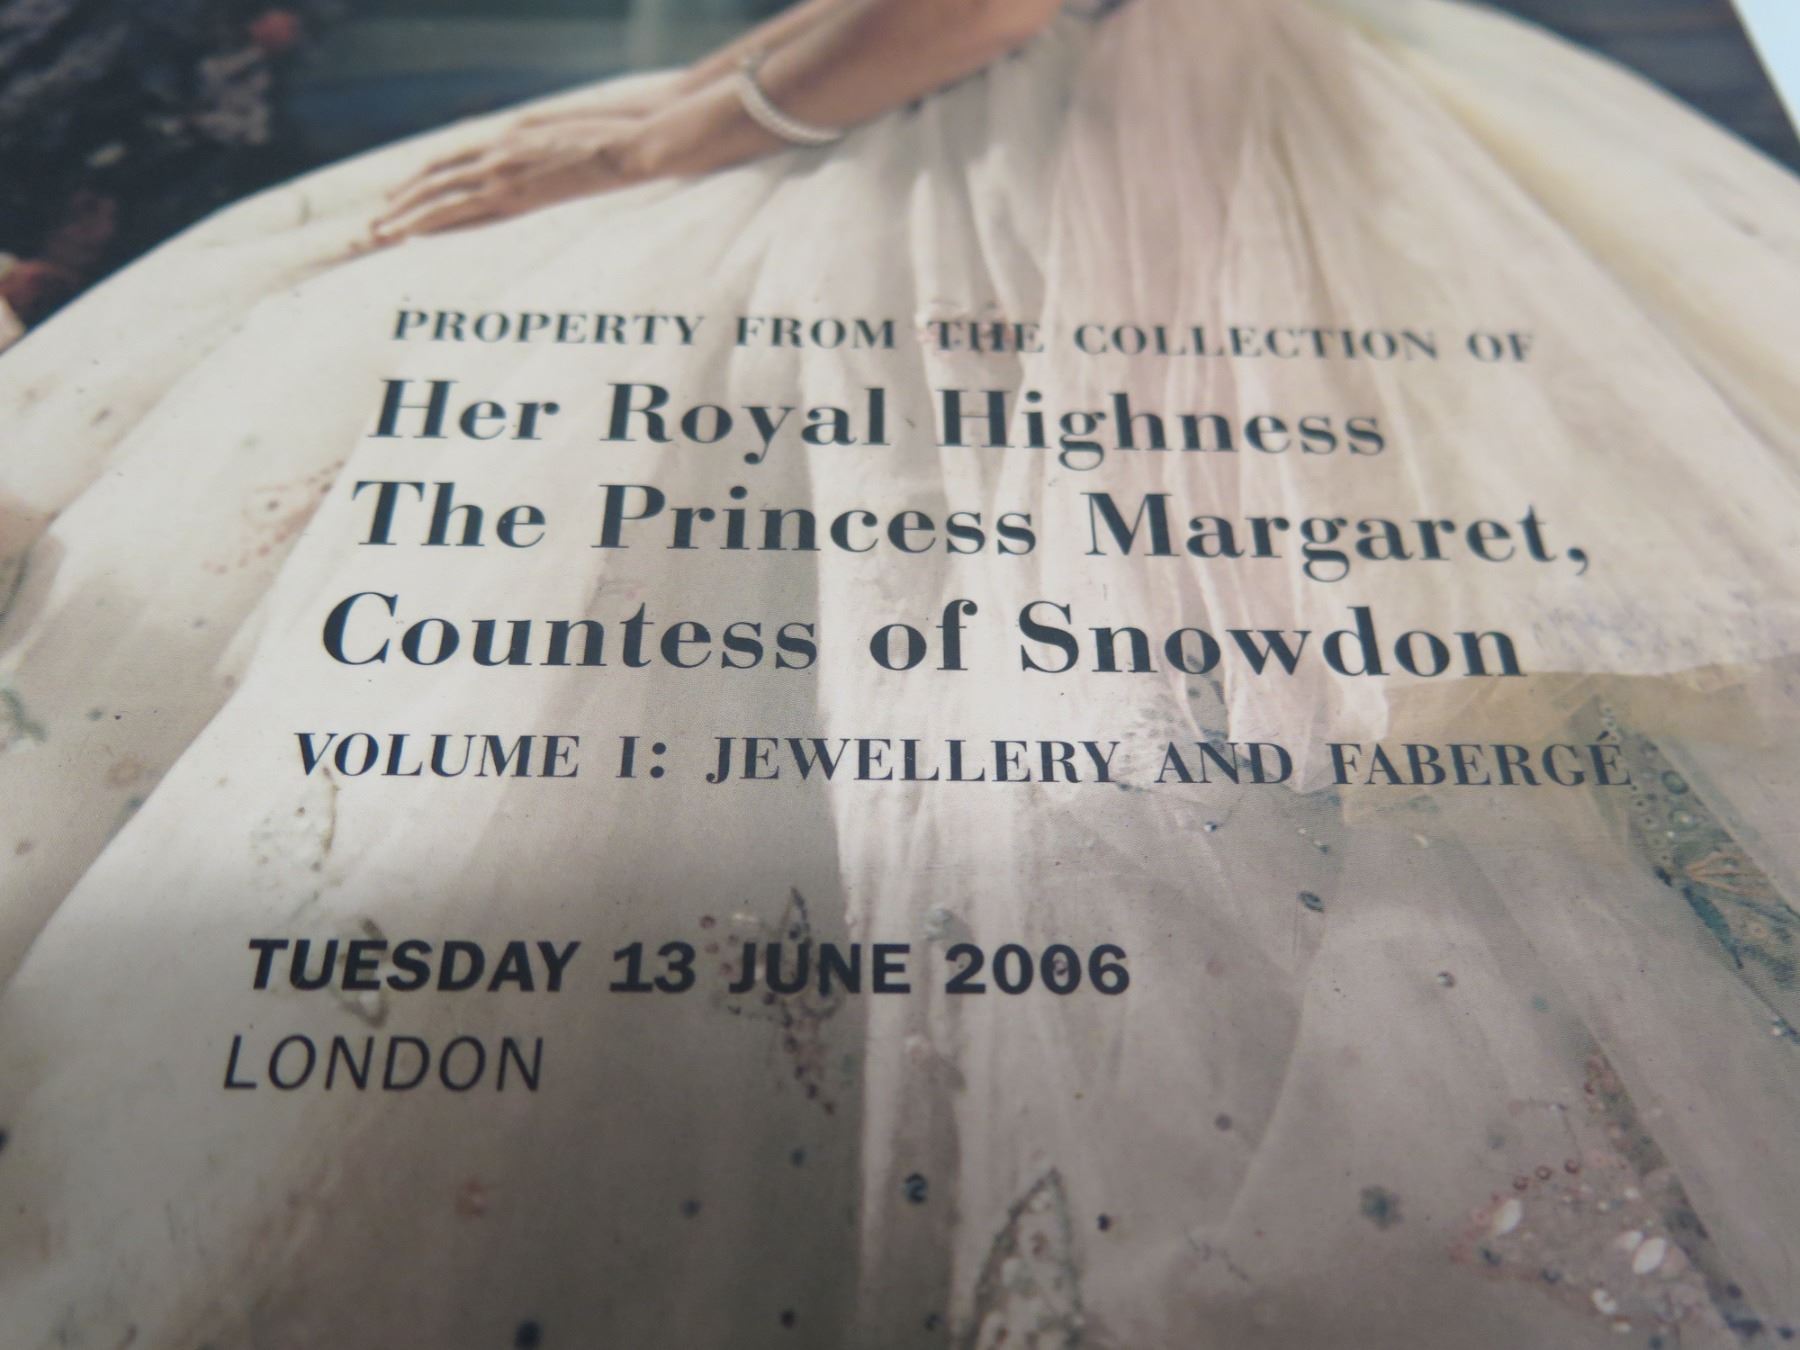 PROPERTY FROM THE COLLECTION OF
Her Royal Highness
The Princess Margaret,
Countess of Snowdon
VOLUME I: JEWELLERY AND FABERGÉ
TUESDAY 13 JUNE 2006
LONDON